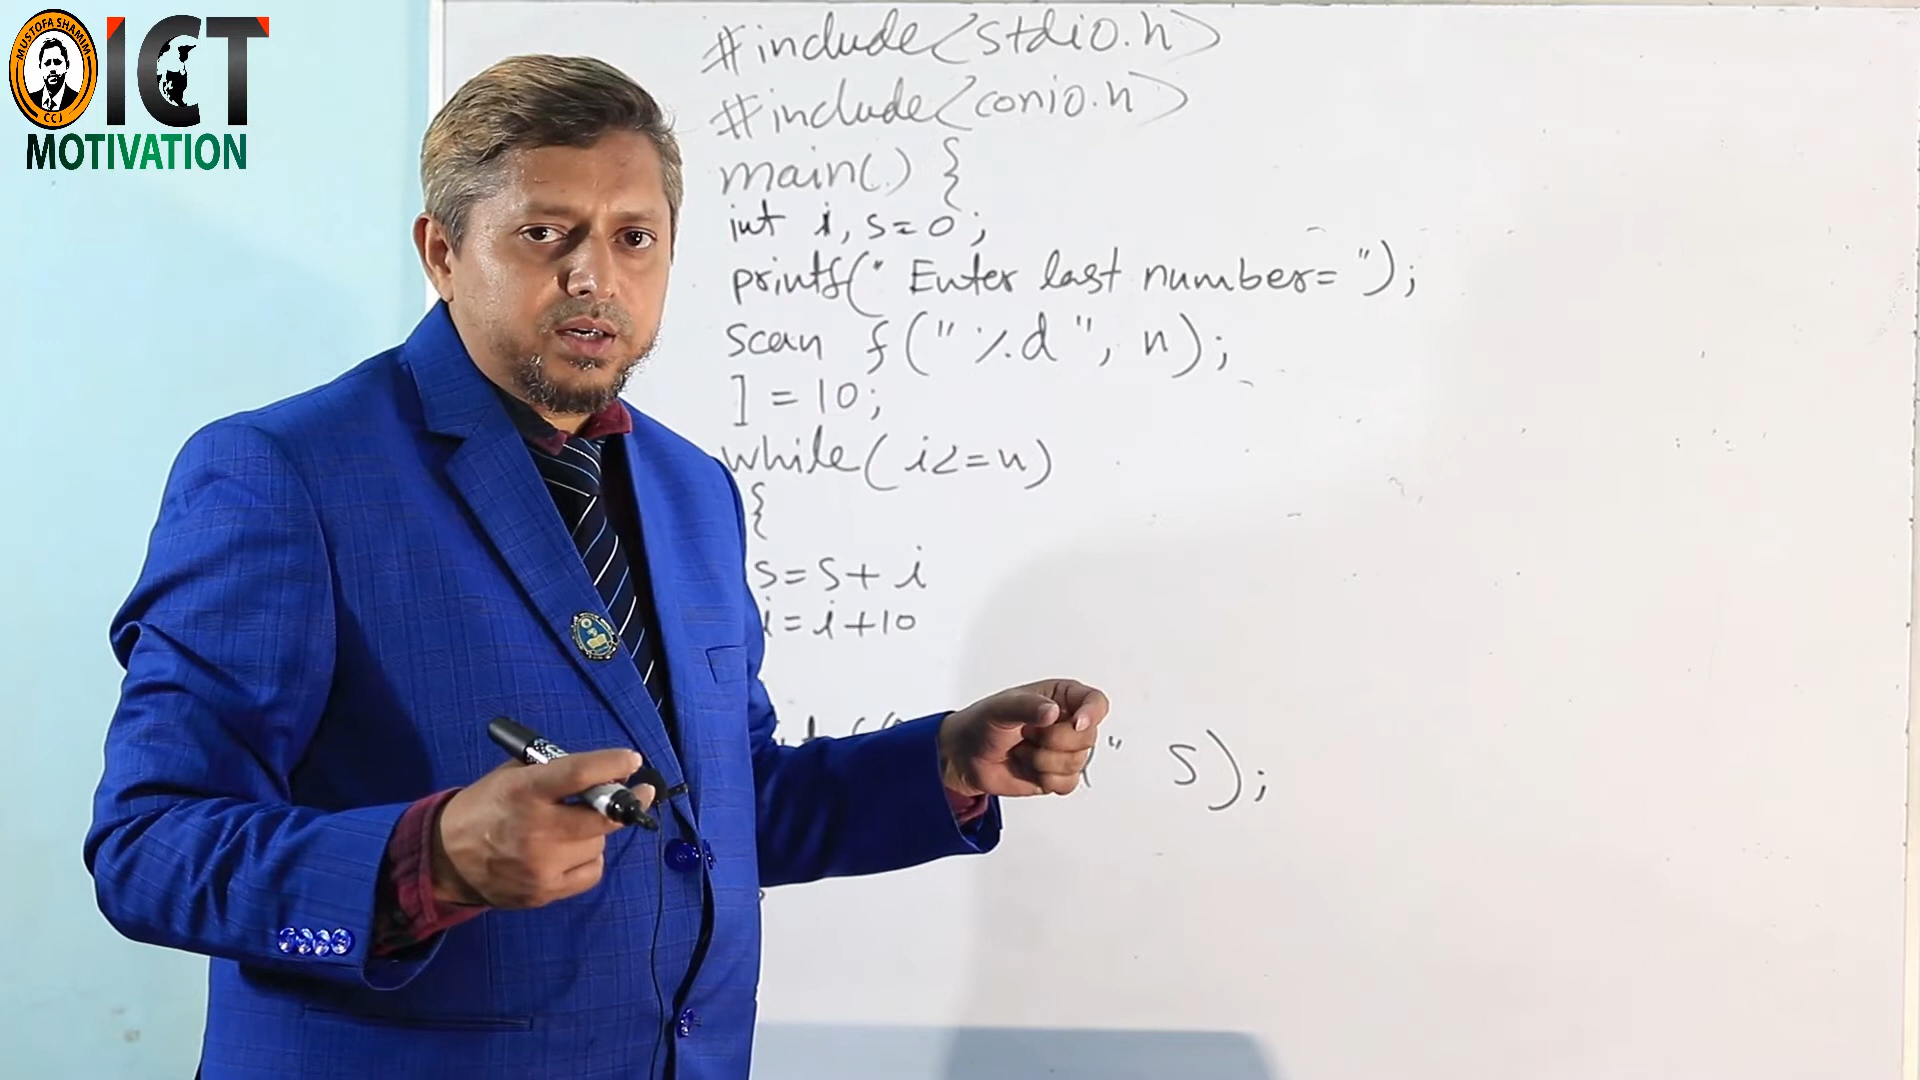 MUSTOFA SHAMIM
CCJ
ICT
MOTIVATION
#include<stdio.h>
#include<conio.h>
main() {
int i, s=0;
printf(" Enter last number= ");
scan f("%d", n);
] = 10;
while(i<=n)
{
s=s+ i
i=i+10
" S);